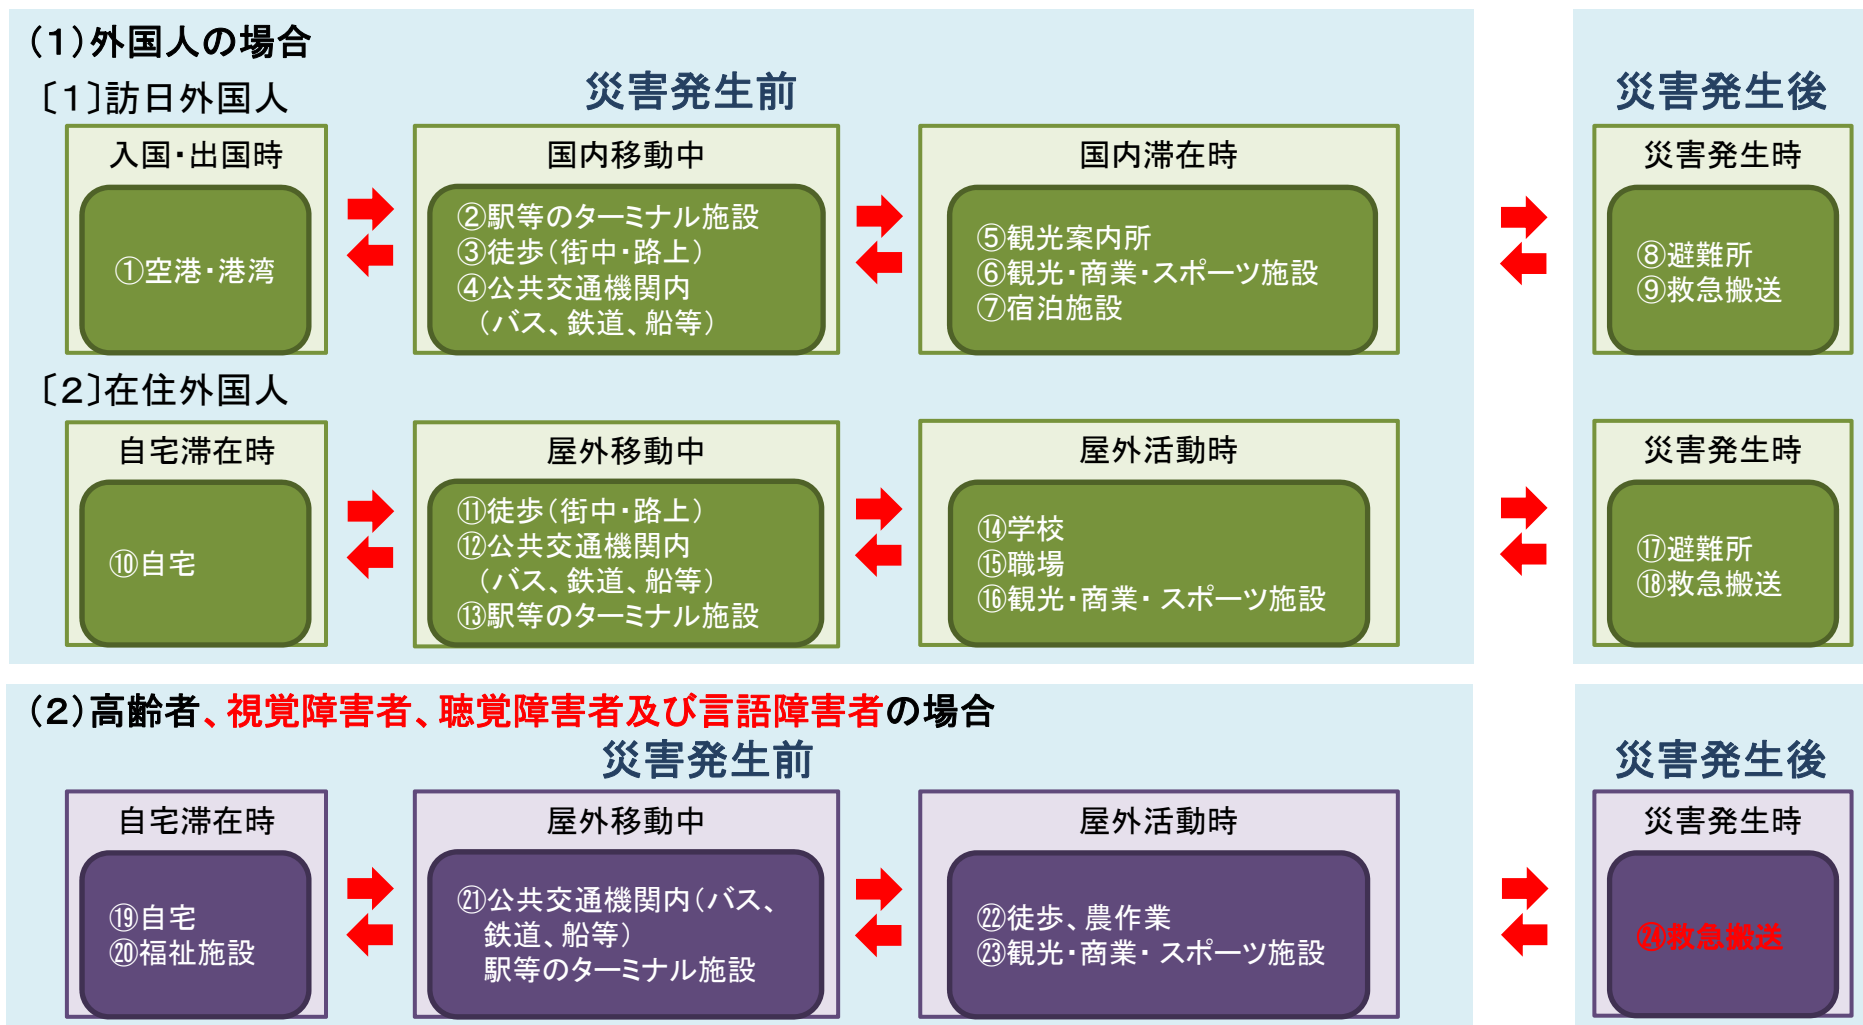 (1)外国人の場合
〔1〕訪日外国人
災害発生前
災害発生後
入国・出国時
①空港・港湾
国内移動中
②駅等のターミナル施設
③徒歩(街中・路上)
④公共交通機関内
(バス、鉄道、船等)
国内滞在時
⑤観光案内所
⑥観光・商業・スポーツ施設
⑦宿泊施設
災害発生時
⑧避難所
⑨救急搬送
〔2〕在住外国人
自宅滞在時
⑩自宅
屋外移動中
⑪徒歩(街中・路上)
⑫公共交通機関内
(バス、鉄道、船等)
⑬駅等のターミナル施設
屋外活動時
⑭学校
⑮職場
⑯観光・商業・ スポーツ施設
災害発生時
⑰避難所
⑱救急搬送
(2)高齢者、視覚障害者、聴覚障害者及び言語障害者の場合
災害発生前
災害発生後
自宅滞在時
⑲自宅
⑳福祉施設
屋外移動中
㉑公共交通機関内(バス、
鉄道、船等)
駅等のターミナル施設
屋外活動時
㉒徒歩、農作業
㉓観光・商業・ スポーツ施設
災害発生時
㉔救急搬送